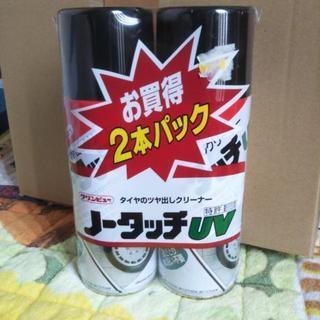 お買得
2本パック
クリンビュー
タイヤのツヤ出しクリーナー
ノータッチUV
特許